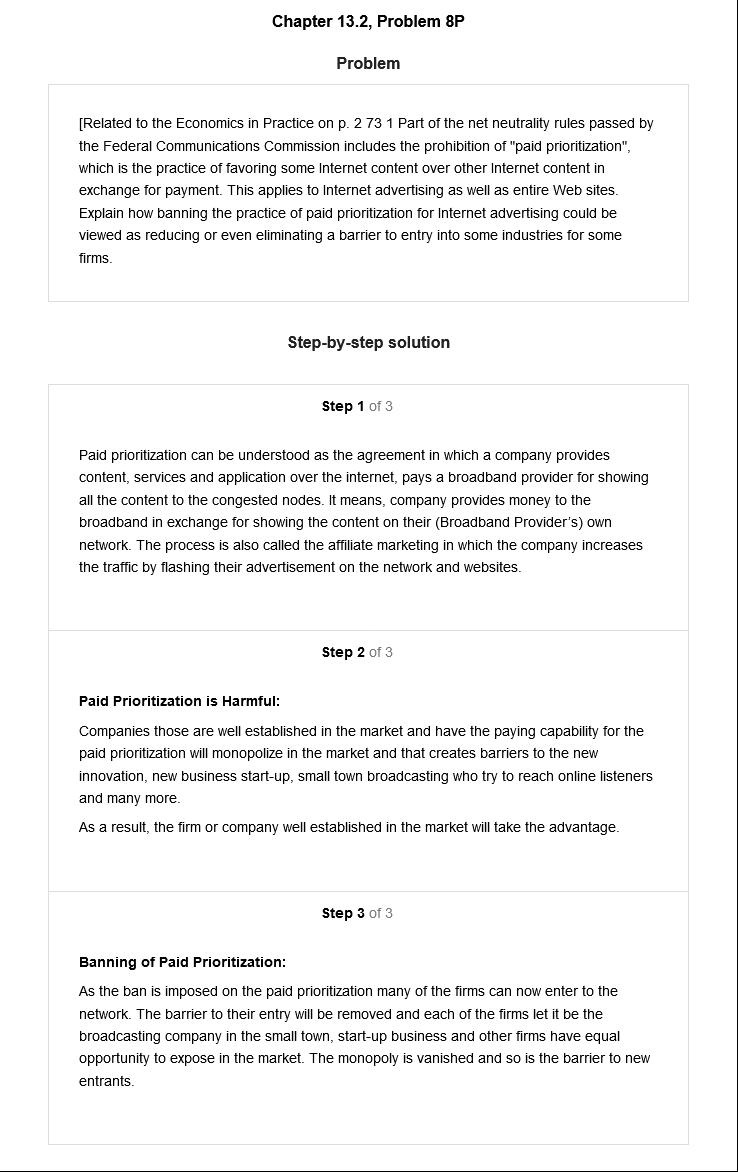 Chapter 13.2, Problem 8P
Problem
[Related to the Economics in Practice on p. 2 73 1 Part of the net neutrality rules passed by
the Federal Communications Commission includes the prohibition of "paid prioritization",
which is the practice of favoring some Internet content over other Internet content in
exchange for payment. This applies to Internet advertising as well as entire Web sites.
Explain how banning the practice of paid prioritization for Internet advertising could be
viewed as reducing or even eliminating a barrier to entry into some industries for some
firms.
Step-by-step solution
Step 1 of 3
Paid prioritization can be understood as the agreement in which a company provides
content, services and application over the internet, pays a broadband provider for showing
all the content to the congested nodes. It means, company provides money to the
broadband in exchange for showing the content on their (Broadband Provider's) own
network. The process is also called the affiliate marketing in which the company increases
the traffic by flashing their advertisement on the network and websites.
Step 2 of 3
Paid Prioritization is Harmful:
Companies those are well established in the market and have the paying capability for the
paid prioritization will monopolize in the market and that creates barriers to the new
innovation, new business start-up, small town broadcasting who try to reach online listeners
and many more.
As a result, the firm or company well established in the market will take the advantage.
Step 3 of 3
Banning of Paid Prioritization:
As the ban is imposed on the paid prioritization many of the firms can now enter to the
network. The barrier to their entry will be removed and each of the firms let it be the
broadcasting company in the small town, start-up business and other firms have equal
opportunity to expose in the market. The monopoly is vanished and so is the barrier to new
entrants.